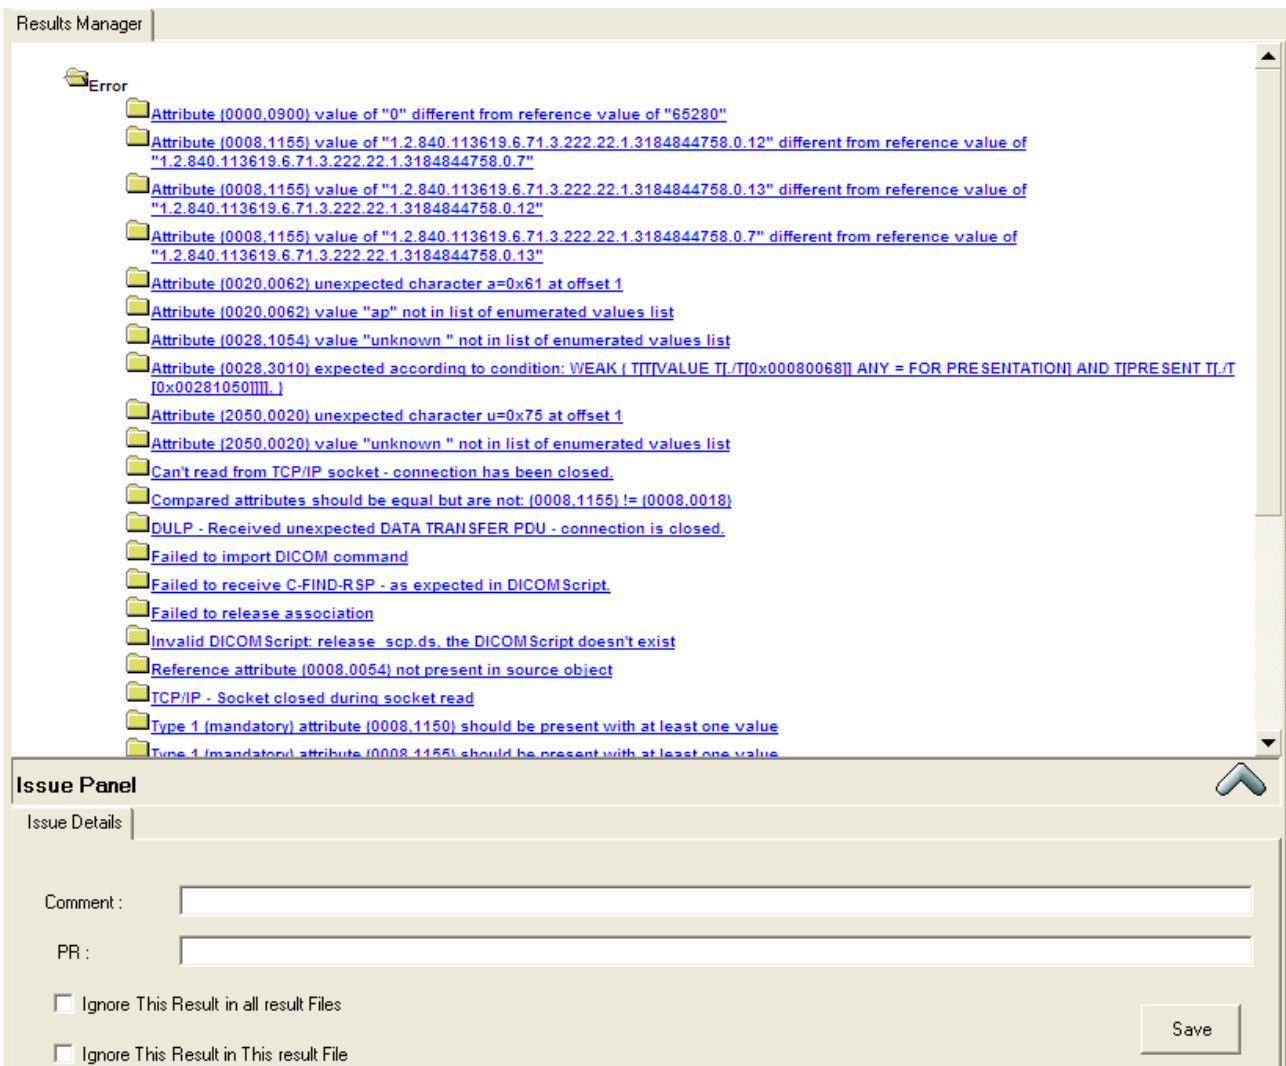 Results Manager
Error
Attribute (0000,0900) value of "0" different from reference value of "65280"
Attribute (0008,1155) value of "1.2.840.113619.6.71.3.222.22.1.3184844758.0.12" different from reference value of
"1.2.840.113619.6.71.3.222.22.1.3184844758.0.7"
Attribute (0008,1155) value of "1.2.840.113619.6.71.3.222.22.1.3184844758.0.13" different from reference value of
"1.2.840.113619.6.71.3.222.22.1.3184844758.0.12"
Attribute (0008,1155) value of "1.2.840.113619.6.71.3.222.22.1.3184844758.0.7" different from reference value of
"1.2.840.113619.6.71.3.222.22.1.3184844758.0.13"
Attribute (0020,0062) unexpected character a=0x61 at offset 1
Attribute (0020,0062) value "ap" not in list of enumerated values list
Attribute (0028,1054) value "unknown " not in list of enumerated values list
Attribute (0028,3010) expected according to condition: WEAK ( T[T[VALUE T[./T[0x00080068]] ANY = FOR PRESENTATION] AND T[PRESENT T[./T
[0x00281050]]]], )
Attribute (2050,0020) unexpected character u=0x75 at offset 1
Attribute (2050,0020) value "unknown " not in list of enumerated values list
Can't read from TCP/IP socket - connection has been closed.
Compared attributes should be equal but are not: (0008,1155) != (0008,0018)
DULP - Received unexpected DATA TRANSFER PDU - connection is closed.
Failed to import DICOM command
Failed to receive C-FIND-RSP - as expected in DICOMScript.
Failed to release association
Invalid DICOMScript: release_scp.ds, the DICOMScript doesn't exist
Reference attribute (0008,0054) not present in source object
TCP/IP - Socket closed during socket read
Type 1 (mandatory) attribute (0008,1150) should be present with at least one value
Type 1 (mandatory) attribute (0008,1155) should be present with at least one value
Issue Panel
Issue Details
Comment :
PR :
Ignore This Result in all result Files
Save
Ignore This Result in This result File